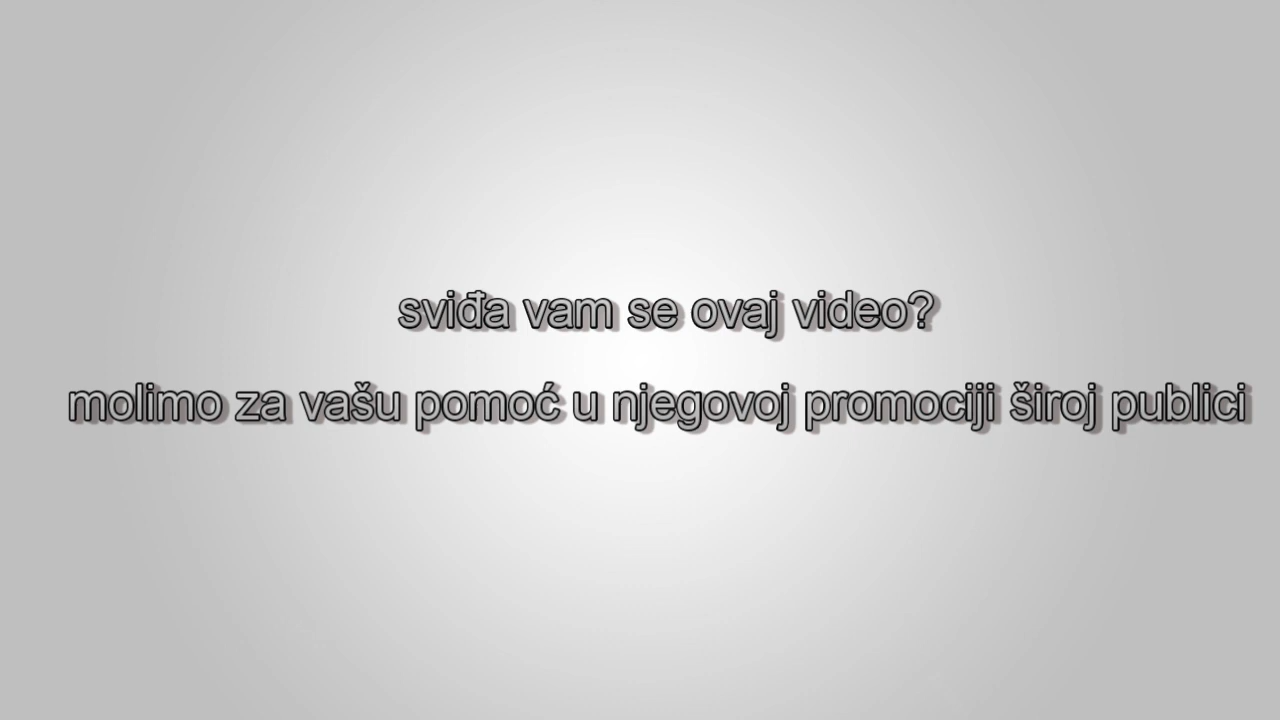 sviđa vam se ovaj video?
molimo za vašu pomoć u njegovoj promociji široj publici